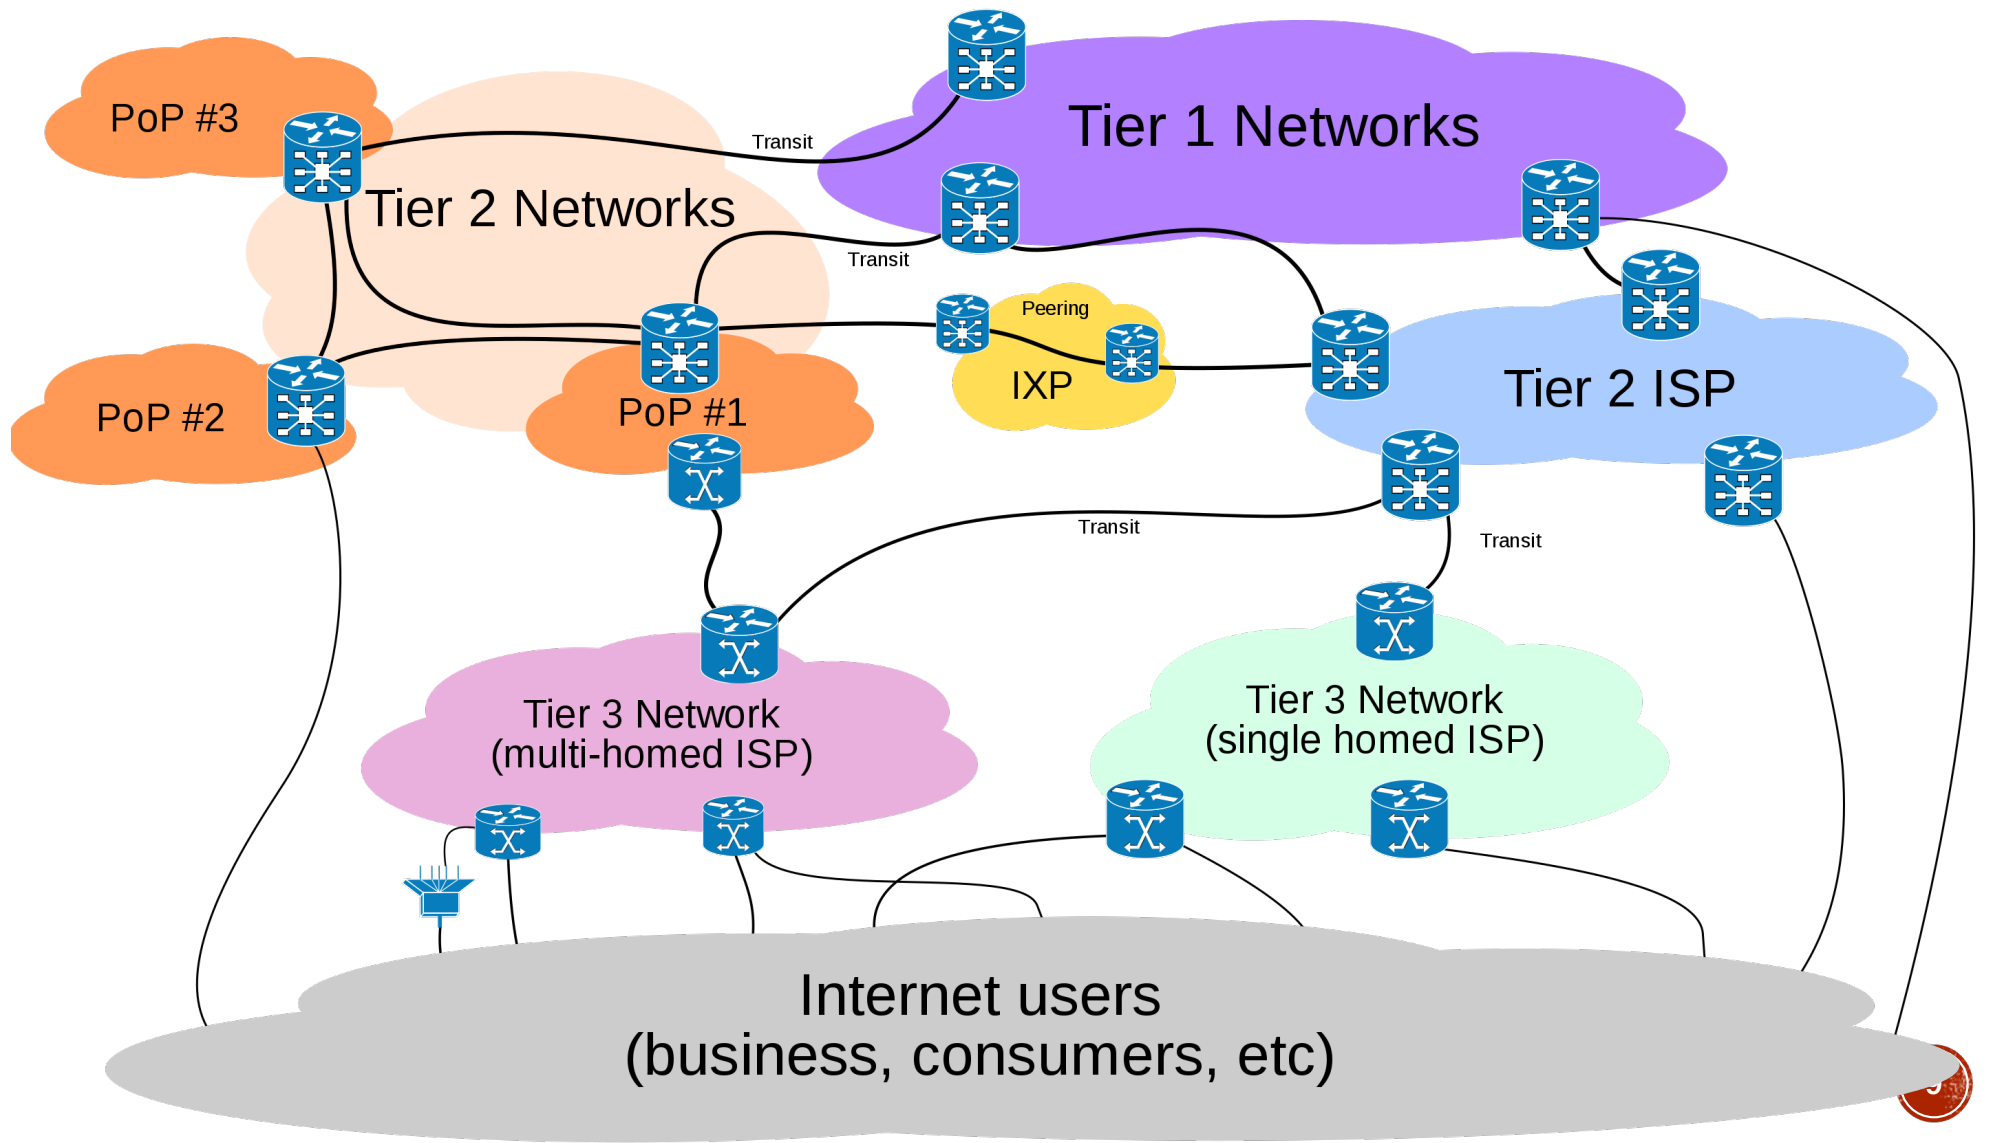 PoP #3
Tier 1 Networks
Transit
Tier 2 Networks
Transit
Peering
IXP
Tier 2 ISP
PoP #2
PoP #1
Transit
Transit
Tier 3 Network
(multi-homed ISP)
Tier 3 Network
(single homed ISP)
Internet users
(business, consumers, etc)